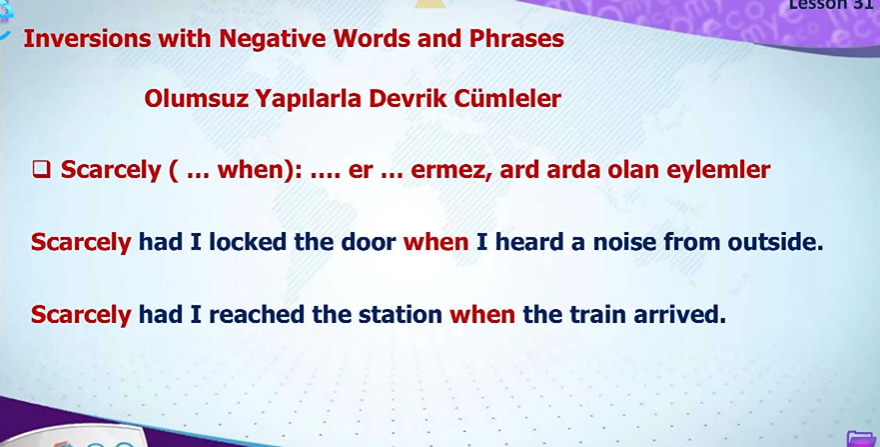 Lesson 31
Inversions with Negative Words and Phrases
Olumsuz Yapılarla Devrik Cümleler
❑ Scarcely ( ... when): .... er ... ermez, ard arda olan eylemler
Scarcely had I locked the door when I heard a noise from outside.
Scarcely had I reached the station when the train arrived.